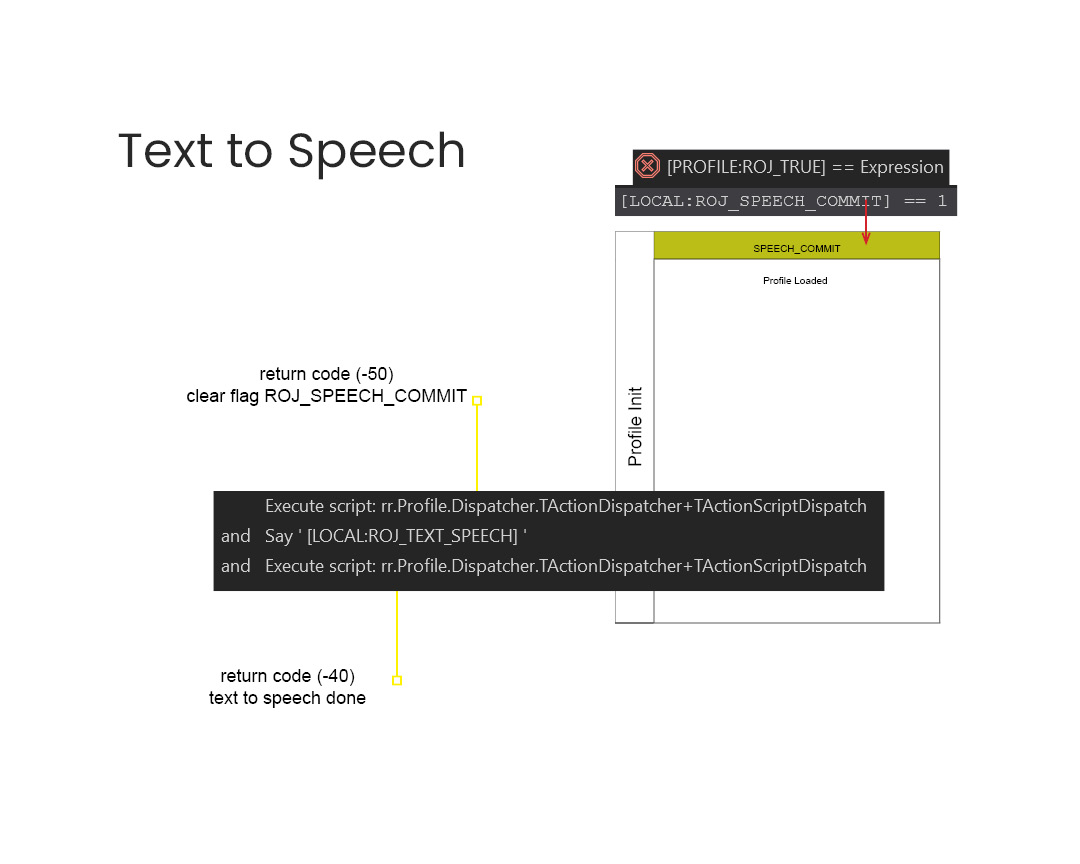 Text to Speech
[PROFILE:ROJ_TRUE] == Expression
[LOCAL:ROJ_SPEECH_COMMIT] == 1
SPEECH_COMMIT
Profile Loaded
Profile Init
return code (-50)
clear flag ROJ_SPEECH_COMMIT
Execute script: rr.Profile.Dispatcher.TActionDispatcher+TActionScriptDispatch
and Say ' [LOCAL:ROJ_TEXT_SPEECH] '
and Execute script: rr.Profile.Dispatcher.TActionDispatcher+TActionScriptDispatch
return code (-40)
text to speech done